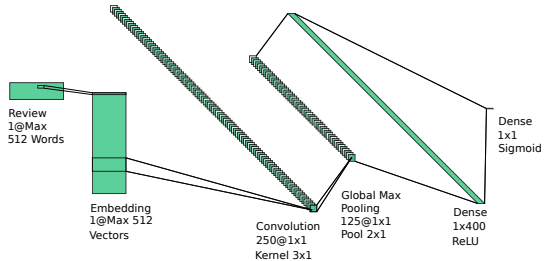 Review
1@Max
512 Words
Embedding
1@Max 512
Vectors
Convolution
250@1x1
Kernel 3x1
Global Max
Pooling
125@1x1
Pool 2x1
Dense
1x400
ReLU
Dense
1x1
Sigmoid